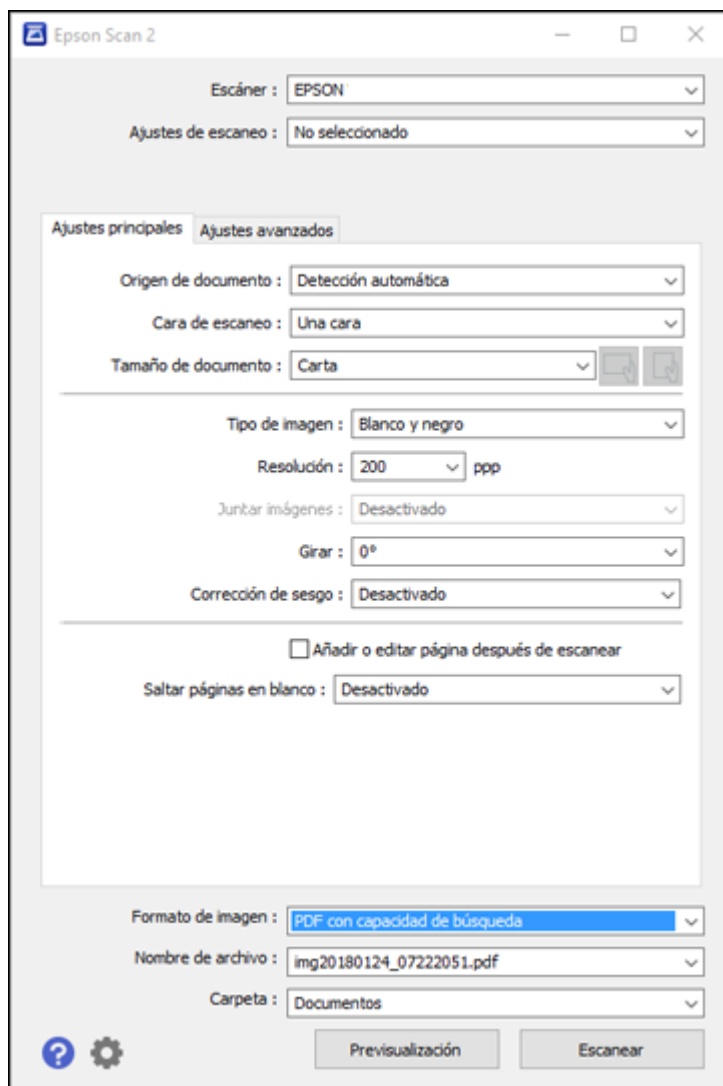 Epson Scan 2
Escáner : EPSON
Ajustes de escaneo : No seleccionado
Ajustes principales Ajustes avanzados
Origen de documento : Detección automática
Cara de escaneo : Una cara
Tamaño de documento : Carta
Tipo de imagen : Blanco y negro
Resolución : 200 ppp
Juntar imágenes : Desactivado
Girar : 0°
Corrección de sesgo : Desactivado
Añadir o editar página después de escanear
Saltar páginas en blanco : Desactivado
Formato de imagen : PDF con capacidad de búsqueda
Nombre de archivo : img20180124_07222051.pdf
Carpeta : Documentos
? Previsualización Escanear